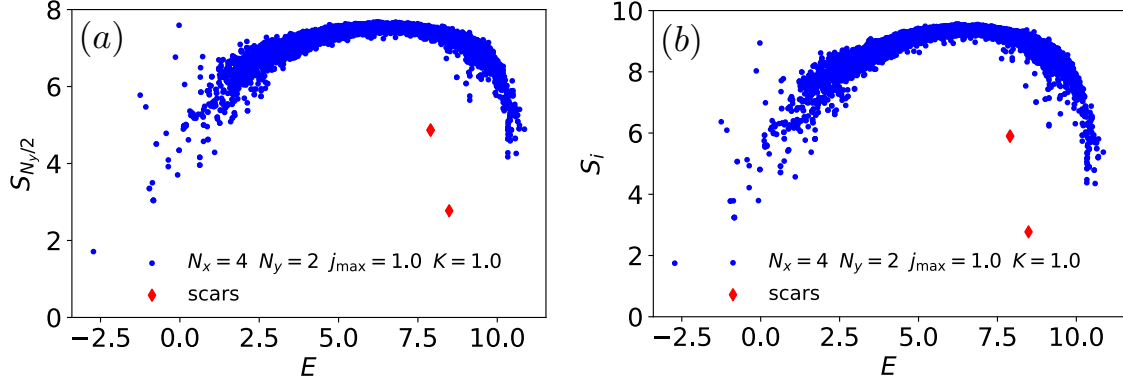 (a)
8
6
4
2
0
S_{N_y/2}
N_x = 4 N_y = 2 j_max = 1.0 K = 1.0
scars
−2.5 0.0 2.5 5.0 7.5 10.0
E
(b)
10
8
6
4
2
0
S_i
N_x = 4 N_y = 2 j_max = 1.0 K = 1.0
scars
−2.5 0.0 2.5 5.0 7.5 10.0
E